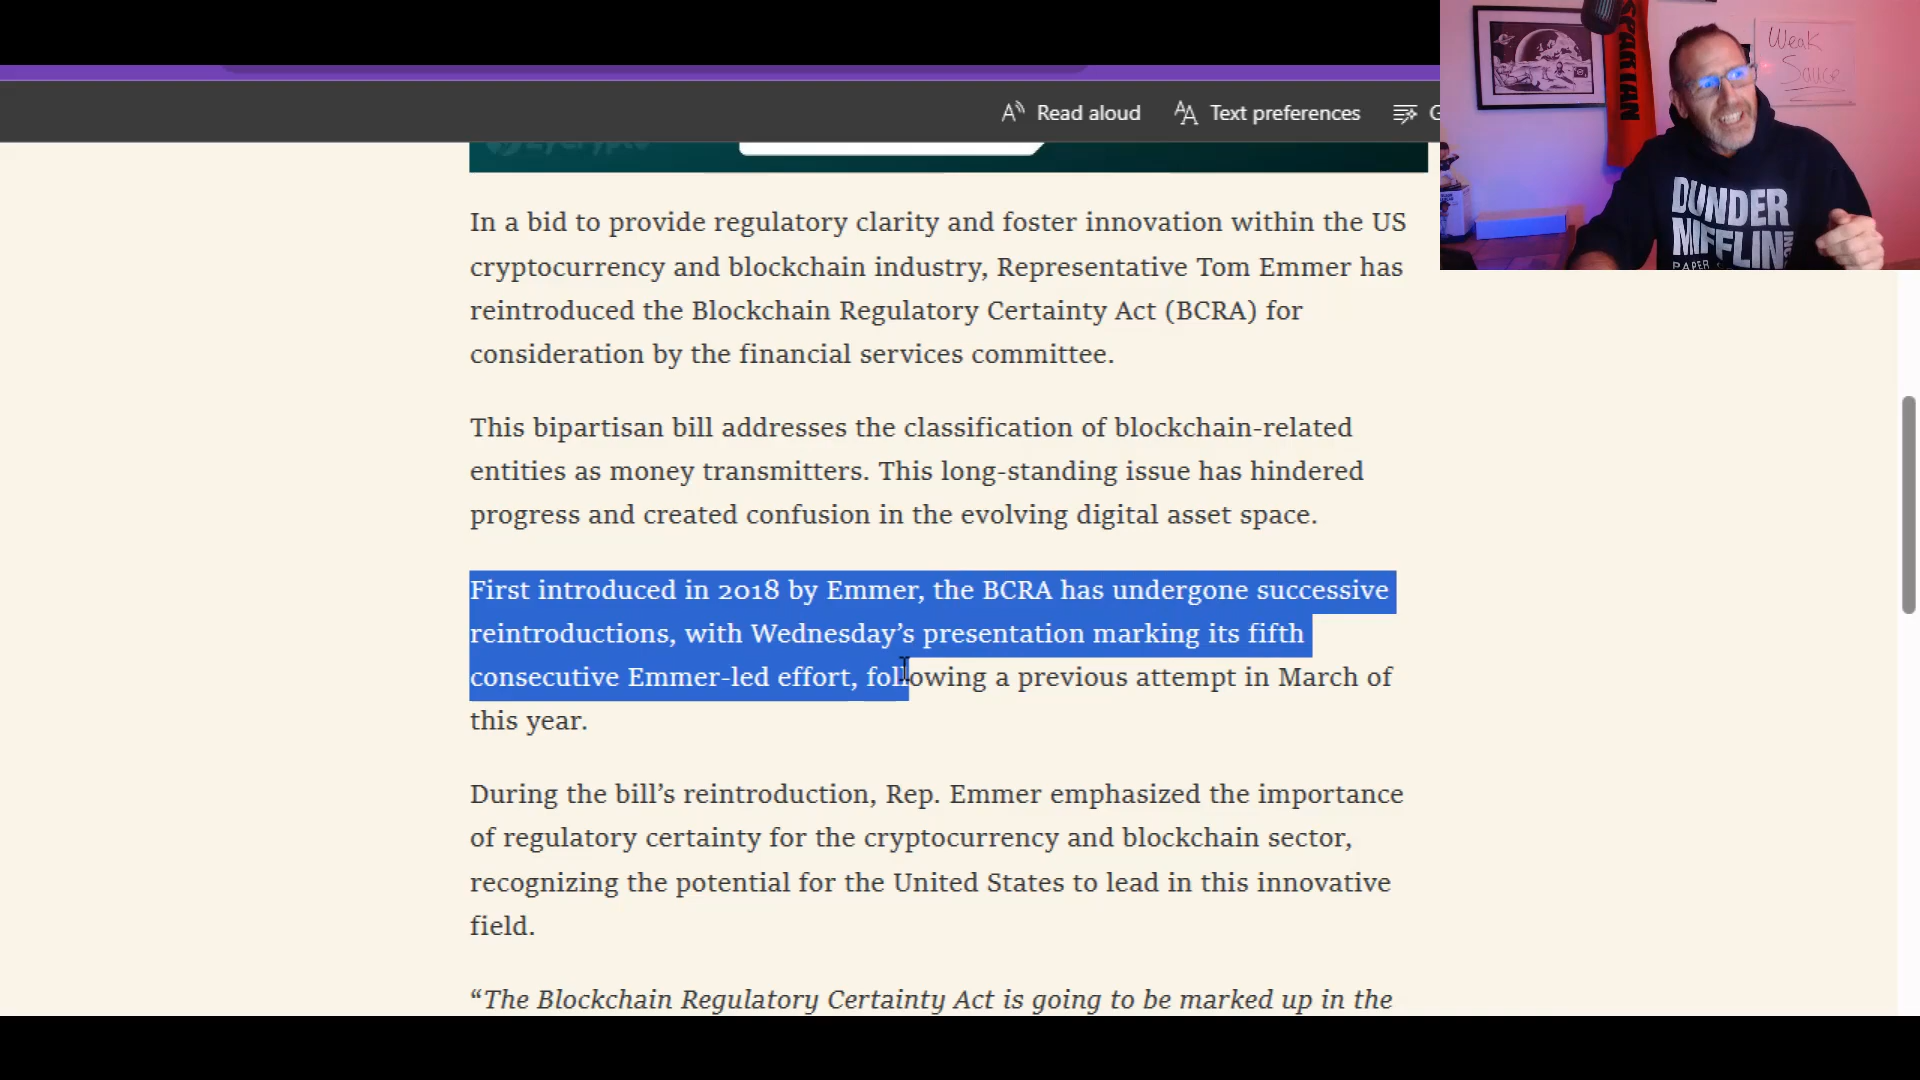 Read aloud
Text preferences
G
ZyCrypto
In a bid to provide regulatory clarity and foster innovation within the US
cryptocurrency and blockchain industry, Representative Tom Emmer has
reintroduced the Blockchain Regulatory Certainty Act (BCRA) for
consideration by the financial services committee.
This bipartisan bill addresses the classification of blockchain-related
entities as money transmitters. This long-standing issue has hindered
progress and created confusion in the evolving digital asset space.
First introduced in 2018 by Emmer, the BCRA has undergone successive
reintroductions, with Wednesday’s presentation marking its fifth
consecutive Emmer-led effort, following a previous attempt in March of
this year.
During the bill’s reintroduction, Rep. Emmer emphasized the importance
of regulatory certainty for the cryptocurrency and blockchain sector,
recognizing the potential for the United States to lead in this innovative
field.
“The Blockchain Regulatory Certainty Act is going to be marked up in the
Weak
Sauce
SPARTAN
DUNDER
MIFFLIN
INC
PAPER